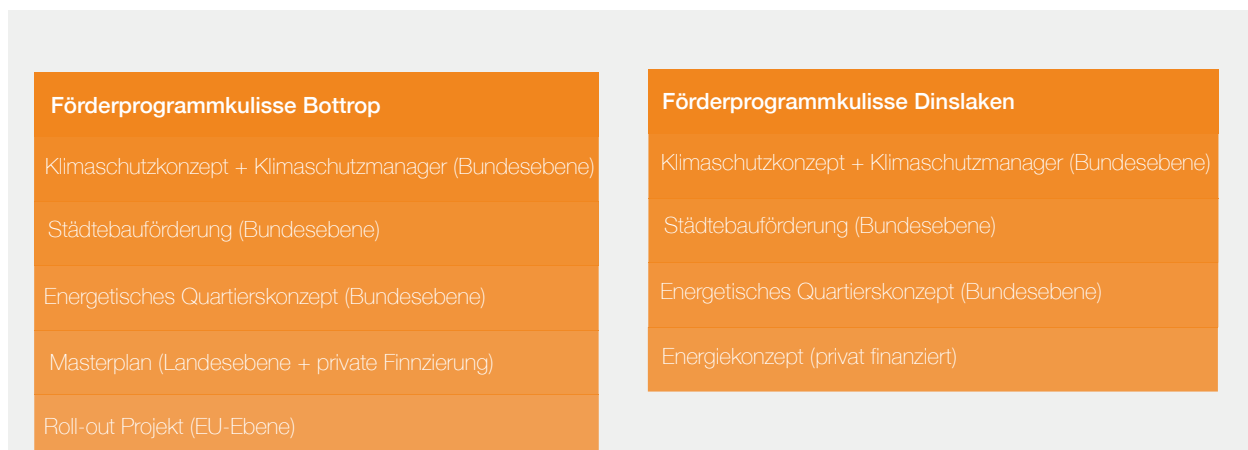 Förderprogrammkulisse Bottrop
Klimaschutzkonzept + Klimaschutzmanager (Bundesebene)
Städtebauförderung (Bundesebene)
Energetisches Quartierskonzept (Bundesebene)
Masterplan (Landesebene + private Finnzierung)
Roll-out Projekt (EU-Ebene)
Förderprogrammkulisse Dinslaken
Klimaschutzkonzept + Klimaschutzmanager (Bundesebene)
Städtebauförderung (Bundesebene)
Energetisches Quartierskonzept (Bundesebene)
Energiekonzept (privat finanziert)